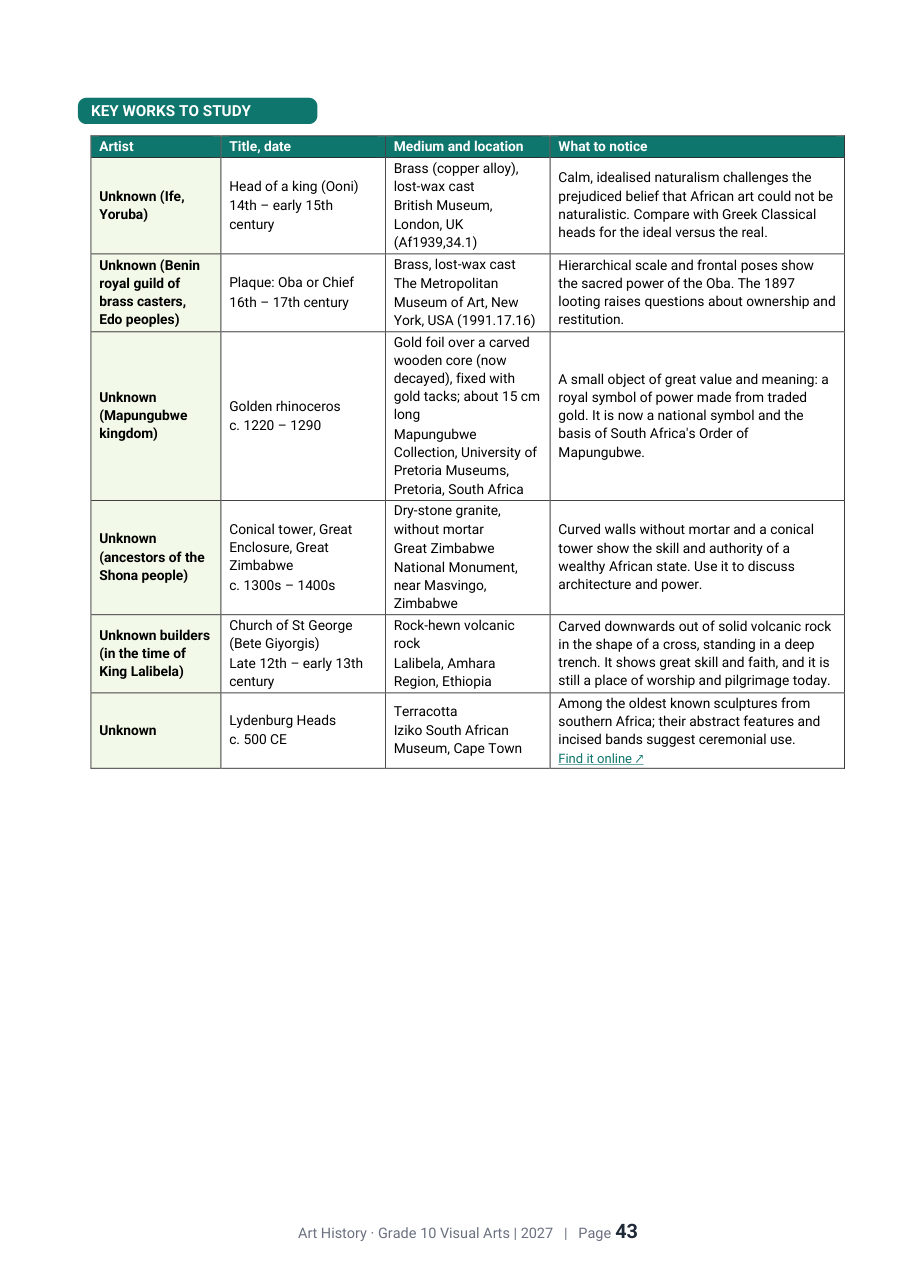 KEY WORKS TO STUDY
Artist
Title, date
Medium and location
What to notice
Unknown (Ife,
Yoruba)
Head of a king (Ooni)
14th – early 15th
century
Brass (copper alloy),
lost-wax cast
British Museum,
London, UK
(Af1939,34.1)
Calm, idealised naturalism challenges the
prejudiced belief that African art could not be
naturalistic. Compare with Greek Classical
heads for the ideal versus the real.
Unknown (Benin
royal guild of
brass casters,
Edo peoples)
Plaque: Oba or Chief
16th – 17th century
Brass, lost-wax cast
The Metropolitan
Museum of Art, New
York, USA (1991.17.16)
Hierarchical scale and frontal poses show
the sacred power of the Oba. The 1897
looting raises questions about ownership and
restitution.
Unknown
(Mapungubwe
kingdom)
Golden rhinoceros
c. 1220 – 1290
Gold foil over a carved
wooden core (now
decayed), fixed with
gold tacks; about 15 cm
long
Mapungubwe
Collection, University of
Pretoria Museums,
Pretoria, South Africa
A small object of great value and meaning: a
royal symbol of power made from traded
gold. It is now a national symbol and the
basis of South Africa's Order of
Mapungubwe.
Unknown
(ancestors of the
Shona people)
Conical tower, Great
Enclosure, Great
Zimbabwe
c. 1300s – 1400s
Dry-stone granite,
without mortar
Great Zimbabwe
National Monument,
near Masvingo,
Zimbabwe
Curved walls without mortar and a conical
tower show the skill and authority of a
wealthy African state. Use it to discuss
architecture and power.
Unknown builders
(in the time of
King Lalibela)
Church of St George
(Bete Giyorgis)
Late 12th – early 13th
century
Rock-hewn volcanic
rock
Lalibela, Amhara
Region, Ethiopia
Carved downwards out of solid volcanic rock
in the shape of a cross, standing in a deep
trench. It shows great skill and faith, and it is
still a place of worship and pilgrimage today.
Unknown
Lydenburg Heads
c. 500 CE
Terracotta
Iziko South African
Museum, Cape Town
Among the oldest known sculptures from
southern Africa; their abstract features and
incised bands suggest ceremonial use.
Find it online ↗
Art History · Grade 10 Visual Arts | 2027 | Page 43